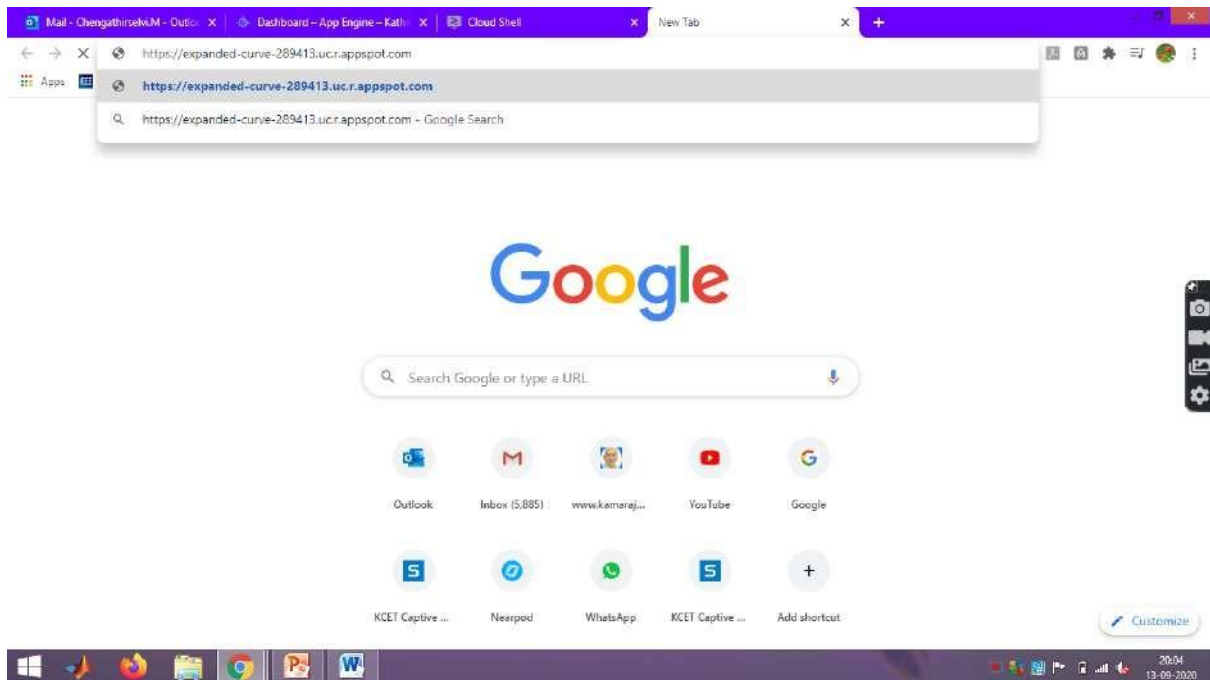 Mail - Chengathirselvi.M - Outlo
Dashboard – App Engine – Kath
Cloud Shell
New Tab
https://expanded-curve-289413.uc.r.appspot.com
Apps
https://expanded-curve-289413.uc.r.appspot.com
https://expanded-curve-289413.uc.r.appspot.com - Google Search
Google
Search Google or type a URL
Outlook
Inbox (5,885)
www.kamaraj...
YouTube
Google
KCET Captive ...
Nearpod
WhatsApp
KCET Captive ...
Add shortcut
Customize
20:04
13-09-2020